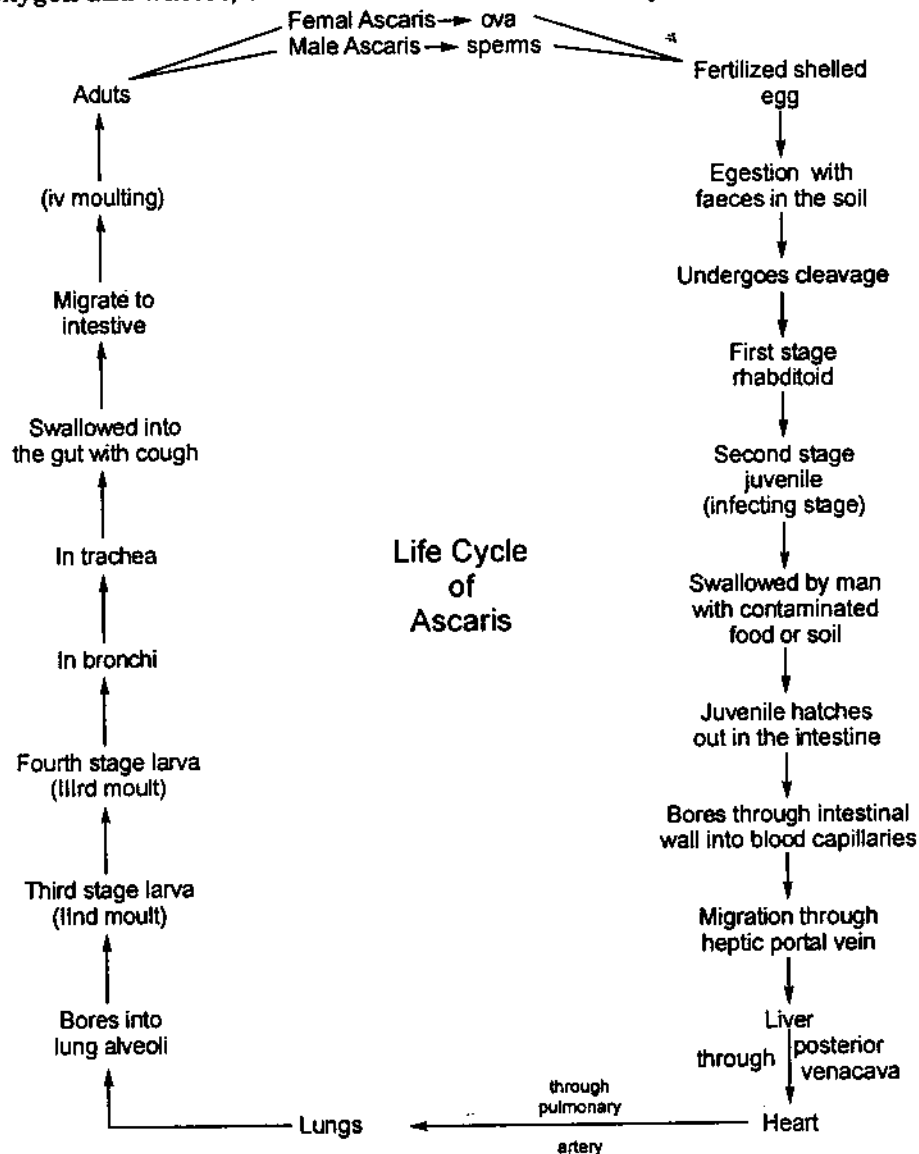 Femal Ascaris → ova
Male Ascaris → sperms
Fertilized shelled
egg
Egestion with
faeces in the soil
Undergoes cleavage
First stage
rhabditoid
Second stage
juvenile
(infecting stage)
Swallowed by man
with contaminated
food or soil
Juvenile hatches
out in the intestine
Bores through intestinal
wall into blood capillaries
Migration through
heptic portal vein
Liver
through posterior
venacava
Heart
through
pulmonary
artery
Lungs
Bores into
lung alveoli
Third stage larva
(IInd moult)
Fourth stage larva
(IIIrd moult)
In bronchi
In trachea
Swallowed into
the gut with cough
Migrate to
intestive
(iv moulting)
Aduts
Life Cycle
of
Ascaris